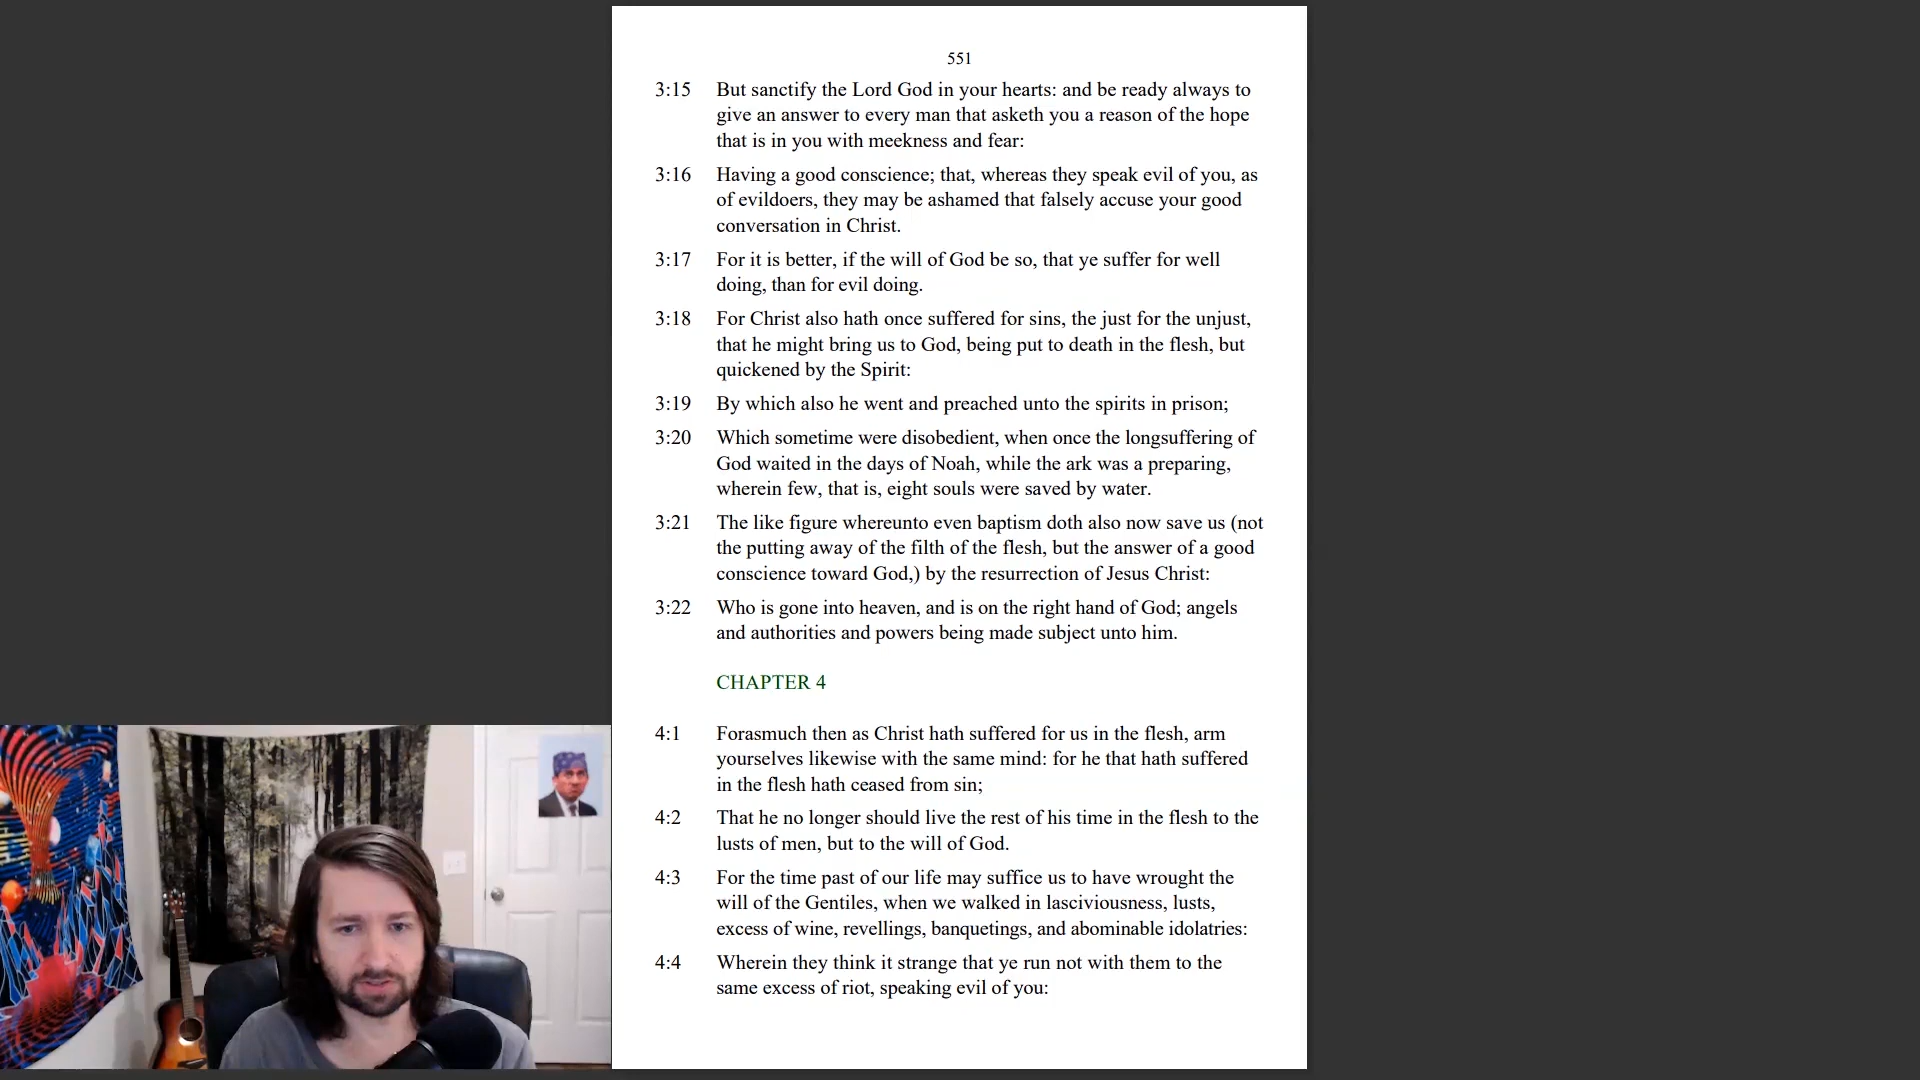 551
3:15 But sanctify the Lord God in your hearts: and be ready always to
give an answer to every man that asketh you a reason of the hope
that is in you with meekness and fear:
3:16 Having a good conscience; that, whereas they speak evil of you, as
of evildoers, they may be ashamed that falsely accuse your good
conversation in Christ.
3:17 For it is better, if the will of God be so, that ye suffer for well
doing, than for evil doing.
3:18 For Christ also hath once suffered for sins, the just for the unjust,
that he might bring us to God, being put to death in the flesh, but
quickened by the Spirit:
3:19 By which also he went and preached unto the spirits in prison;
3:20 Which sometime were disobedient, when once the longsuffering of
God waited in the days of Noah, while the ark was a preparing,
wherein few, that is, eight souls were saved by water.
3:21 The like figure whereunto even baptism doth also now save us (not
the putting away of the filth of the flesh, but the answer of a good
conscience toward God,) by the resurrection of Jesus Christ:
3:22 Who is gone into heaven, and is on the right hand of God; angels
and authorities and powers being made subject unto him.
CHAPTER 4
4:1 Forasmuch then as Christ hath suffered for us in the flesh, arm
yourselves likewise with the same mind: for he that hath suffered
in the flesh hath ceased from sin;
4:2 That he no longer should live the rest of his time in the flesh to the
lusts of men, but to the will of God.
4:3 For the time past of our life may suffice us to have wrought the
will of the Gentiles, when we walked in lasciviousness, lusts,
excess of wine, revellings, banquetings, and abominable idolatries:
4:4 Wherein they think it strange that ye run not with them to the
same excess of riot, speaking evil of you: